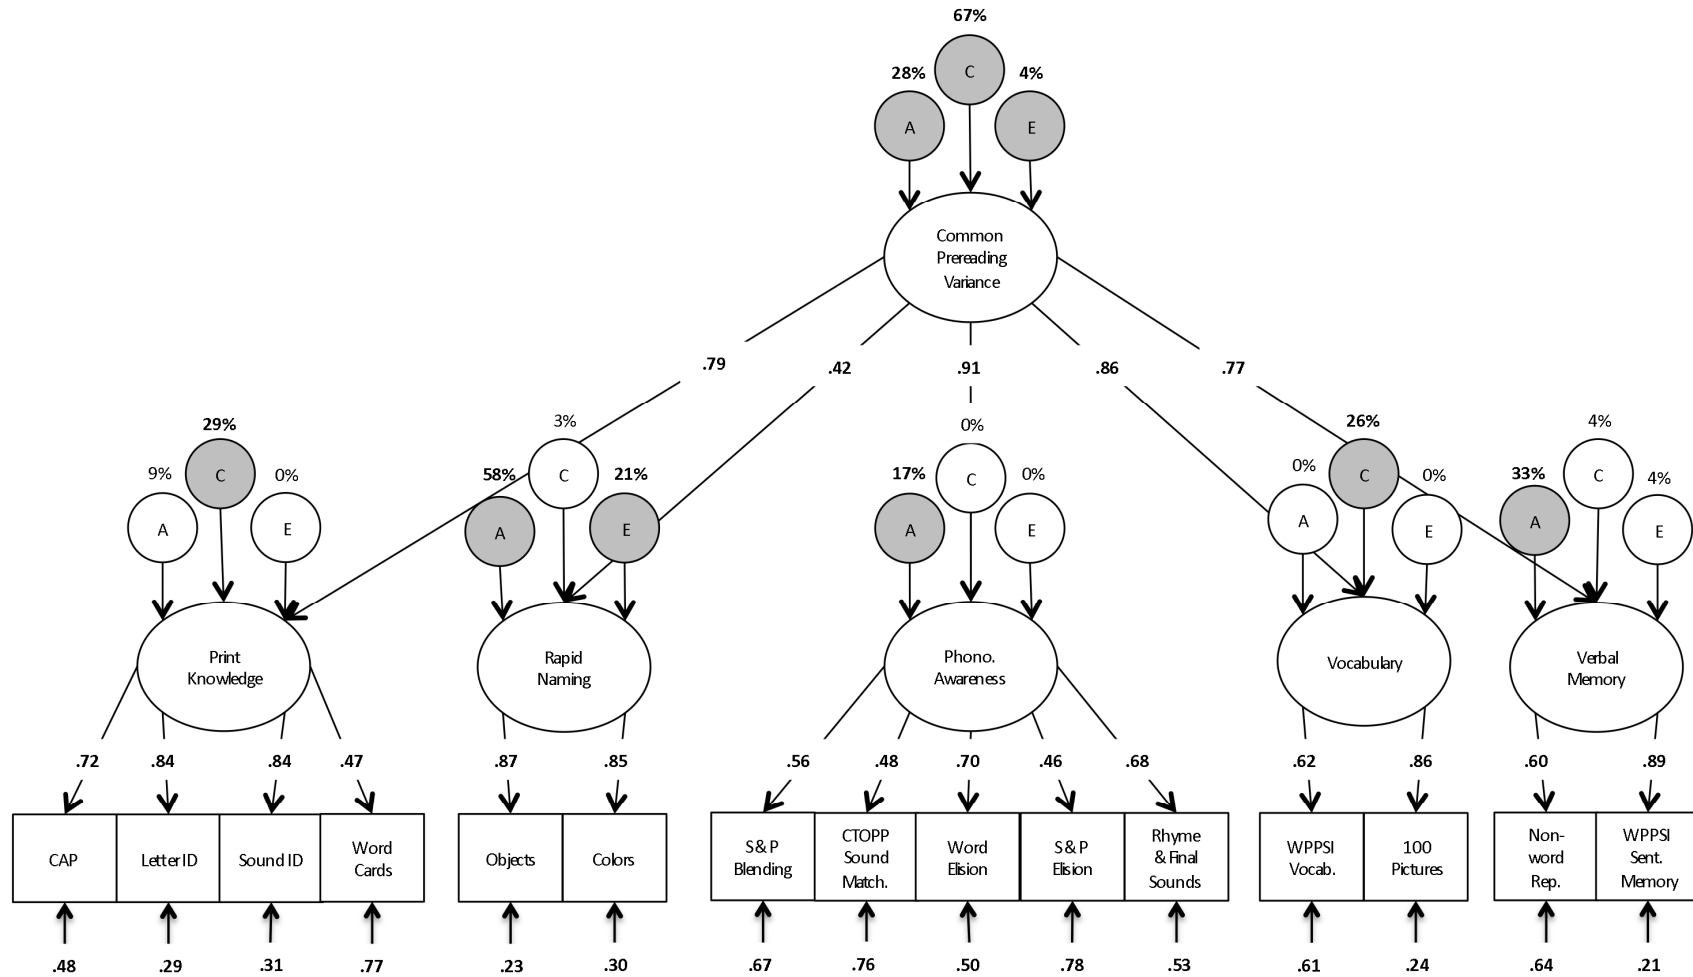 67%
28%
C
4%
A
E
Common
Prereading
Variance
.79
.42
.91
.86
.77
29%
3%
0%
26%
4%
9%
C
0%
58%
C
21%
17%
C
0%
0%
C
0%
33%
C
4%
A
E
A
E
A
E
A
E
A
E
Print
Knowledge
Rapid
Naming
Phono.
Awareness
Vocabulary
Verbal
Memory
.72
.84
.84
.47
.87
.85
.56
.48
.70
.46
.68
.62
.86
.60
.89
CAP
Letter ID
Sound ID
Word
Cards
Objects
Colors
S & P
Blending
CTOPP
Sound
Match.
Word
Elision
S & P
Elision
Rhyme
& Final
Sounds
WPPSI
Vocab.
100
Pictures
Non-
word
Rep.
WPPSI
Sent.
Memory
.48
.29
.31
.77
.23
.30
.67
.76
.50
.78
.53
.61
.24
.64
.21